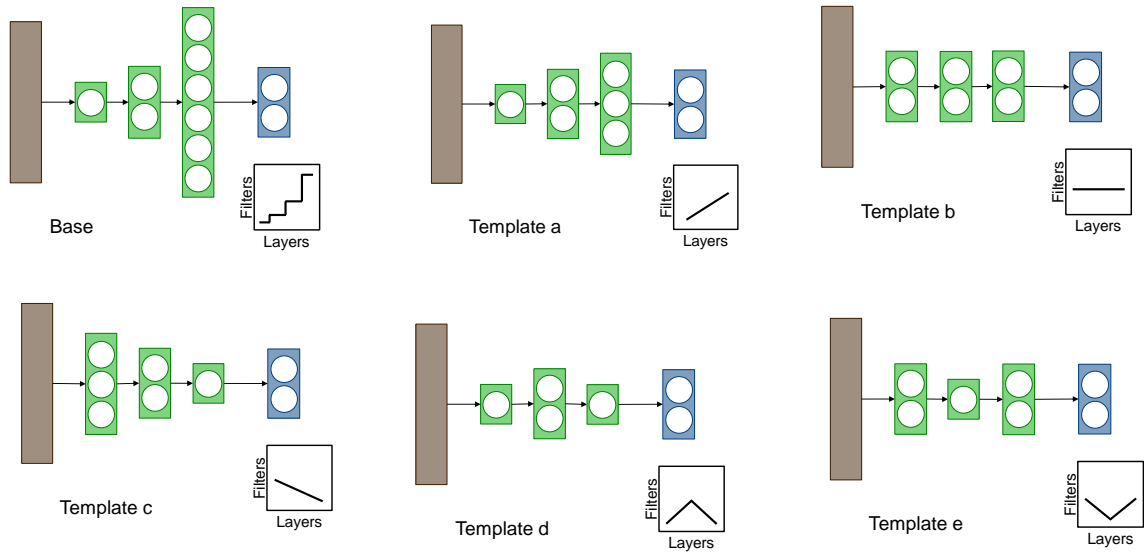 Filters
Layers
Base
Filters
Layers
Template a
Filters
Layers
Template b
Filters
Layers
Template c
Filters
Layers
Template d
Filters
Layers
Template e